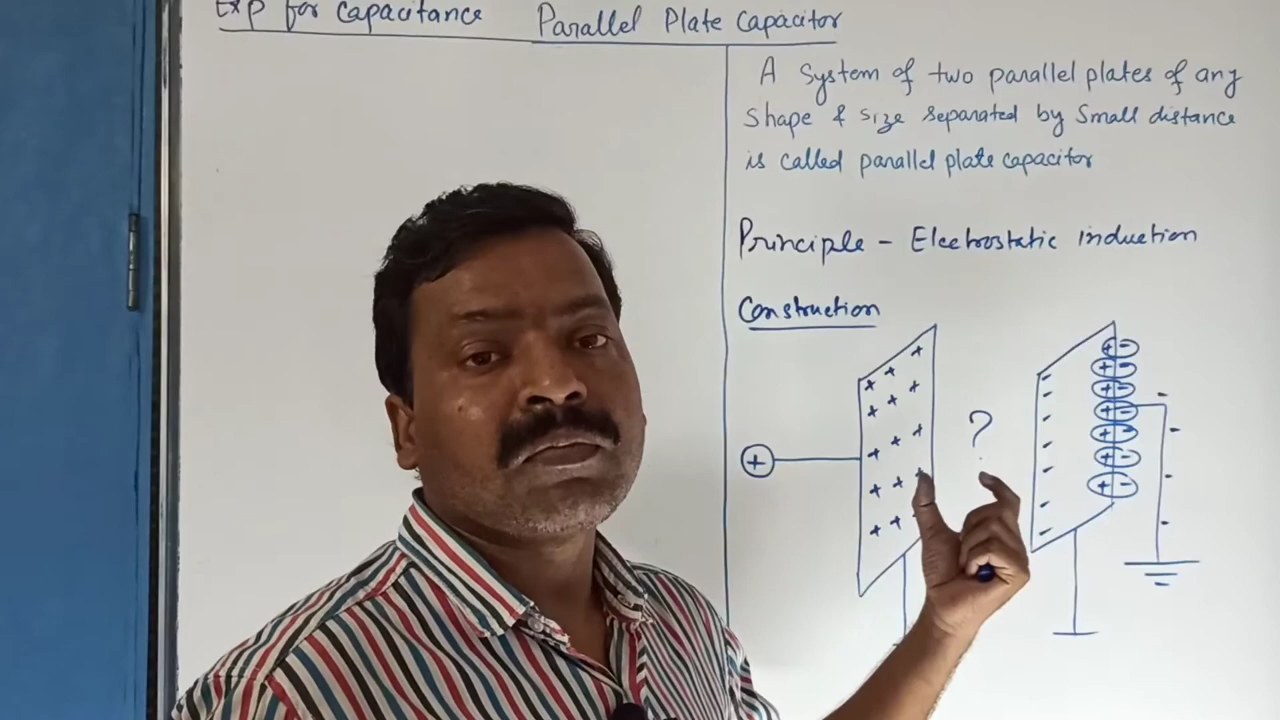 Exp for Capacitance Parallel Plate Capacitor
A System of two parallel plates of any
Shape & size separated by Small distance
is called parallel plate capacitor
Principle - Electrostatic induction
Construction
?